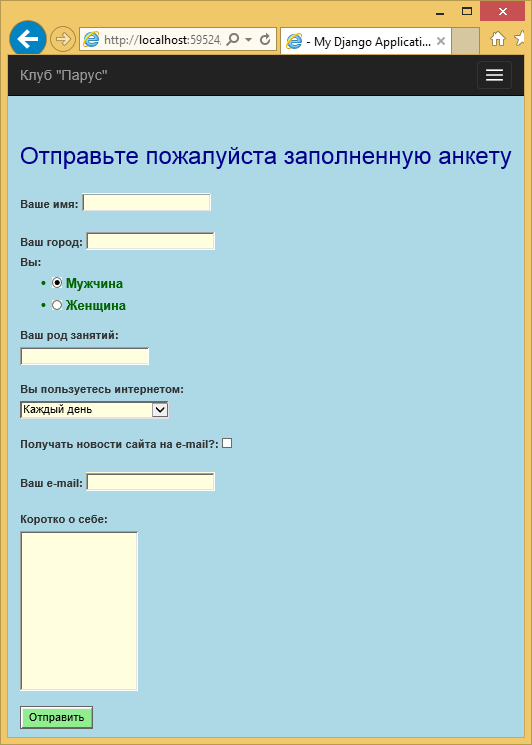 http://localhost:59524,
- My Django Applicati...
Клуб "Парус"
Отправьте пожалуйста заполненную анкету
Ваше имя:
Ваш город:
Вы:
• Мужчина
• Женщина
Ваш род занятий:
Вы пользуетесь интернетом:
Каждый день
Получать новости сайта на e-mail?:
Ваш e-mail:
Коротко о себе:
Отправить